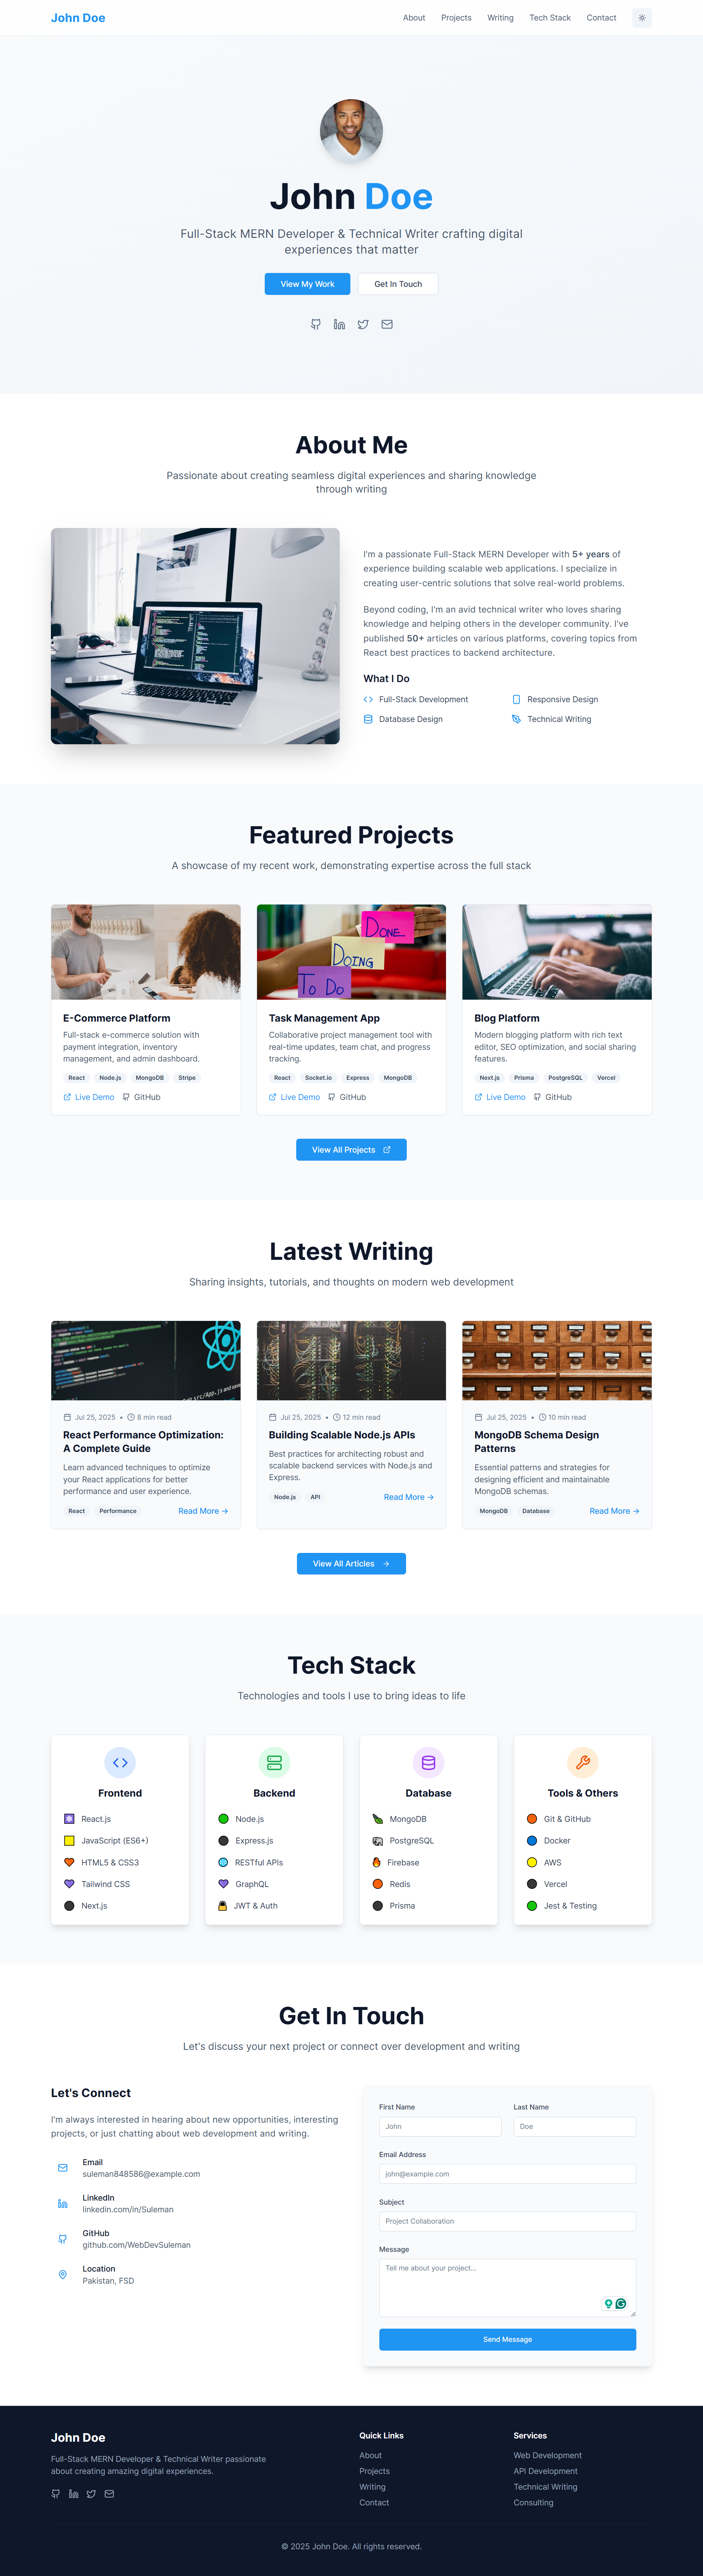 John Doe
About Projects Writing Tech Stack Contact
John Doe
Full-Stack MERN Developer & Technical Writer crafting digital
experiences that matter
View My Work Get In Touch
About Me
Passionate about creating seamless digital experiences and sharing knowledge
through writing
I'm a passionate Full-Stack MERN Developer with 5+ years of
experience building scalable web applications. I specialize in
creating user-centric solutions that solve real-world problems.
Beyond coding, I'm an avid technical writer who loves sharing
knowledge and helping others in the developer community. I've
published 50+ articles on various platforms, covering topics from
React best practices to backend architecture.
What I Do
Full-Stack Development Responsive Design
Database Design Technical Writing
Featured Projects
A showcase of my recent work, demonstrating expertise across the full stack
E-Commerce Platform
Full-stack e-commerce solution with
payment integration, inventory
management, and admin dashboard.
React Node.js MongoDB Stripe
Live Demo GitHub
DONE
DOING
TO DO
Task Management App
Collaborative project management tool with
real-time updates, team chat, and progress
tracking.
React Socket.io Express MongoDB
Live Demo GitHub
Blog Platform
Modern blogging platform with rich text
editor, SEO optimization, and social sharing
features.
Next.js Prisma PostgreSQL Vercel
Live Demo GitHub
View All Projects
Latest Writing
Sharing insights, tutorials, and thoughts on modern web development
Jul 25, 2025 • 8 min read
React Performance Optimization:
A Complete Guide
Learn advanced techniques to optimize
your React applications for better
performance and user experience.
React Performance Read More →
Jul 25, 2025 • 12 min read
Building Scalable Node.js APIs
Best practices for architecting robust and
scalable backend services with Node.js and
Express.
Node.js API Read More →
Jul 25, 2025 • 10 min read
MongoDB Schema Design
Patterns
Essential patterns and strategies for
designing efficient and maintainable
MongoDB schemas.
MongoDB Database Read More →
View All Articles →
Tech Stack
Technologies and tools I use to bring ideas to life
Frontend
React.js
JavaScript (ES6+)
HTML5 & CSS3
Tailwind CSS
Next.js
Backend
Node.js
Express.js
RESTful APIs
GraphQL
JWT & Auth
Database
MongoDB
PostgreSQL
Firebase
Redis
Prisma
Tools & Others
Git & GitHub
Docker
AWS
Vercel
Jest & Testing
Get In Touch
Let's discuss your next project or connect over development and writing
Let's Connect
I'm always interested in hearing about new opportunities, interesting
projects, or just chatting about web development and writing.
Email
suleman848586@example.com
LinkedIn
linkedin.com/in/Suleman
GitHub
github.com/WebDevSuleman
Location
Pakistan, FSD
First Name Last Name
John Doe
Email Address
john@example.com
Subject
Project Collaboration
Message
Tell me about your project...
Send Message
John Doe
Full-Stack MERN Developer & Technical Writer passionate
about creating amazing digital experiences.
Quick Links
About
Projects
Writing
Contact
Services
Web Development
API Development
Technical Writing
Consulting
© 2025 John Doe. All rights reserved.